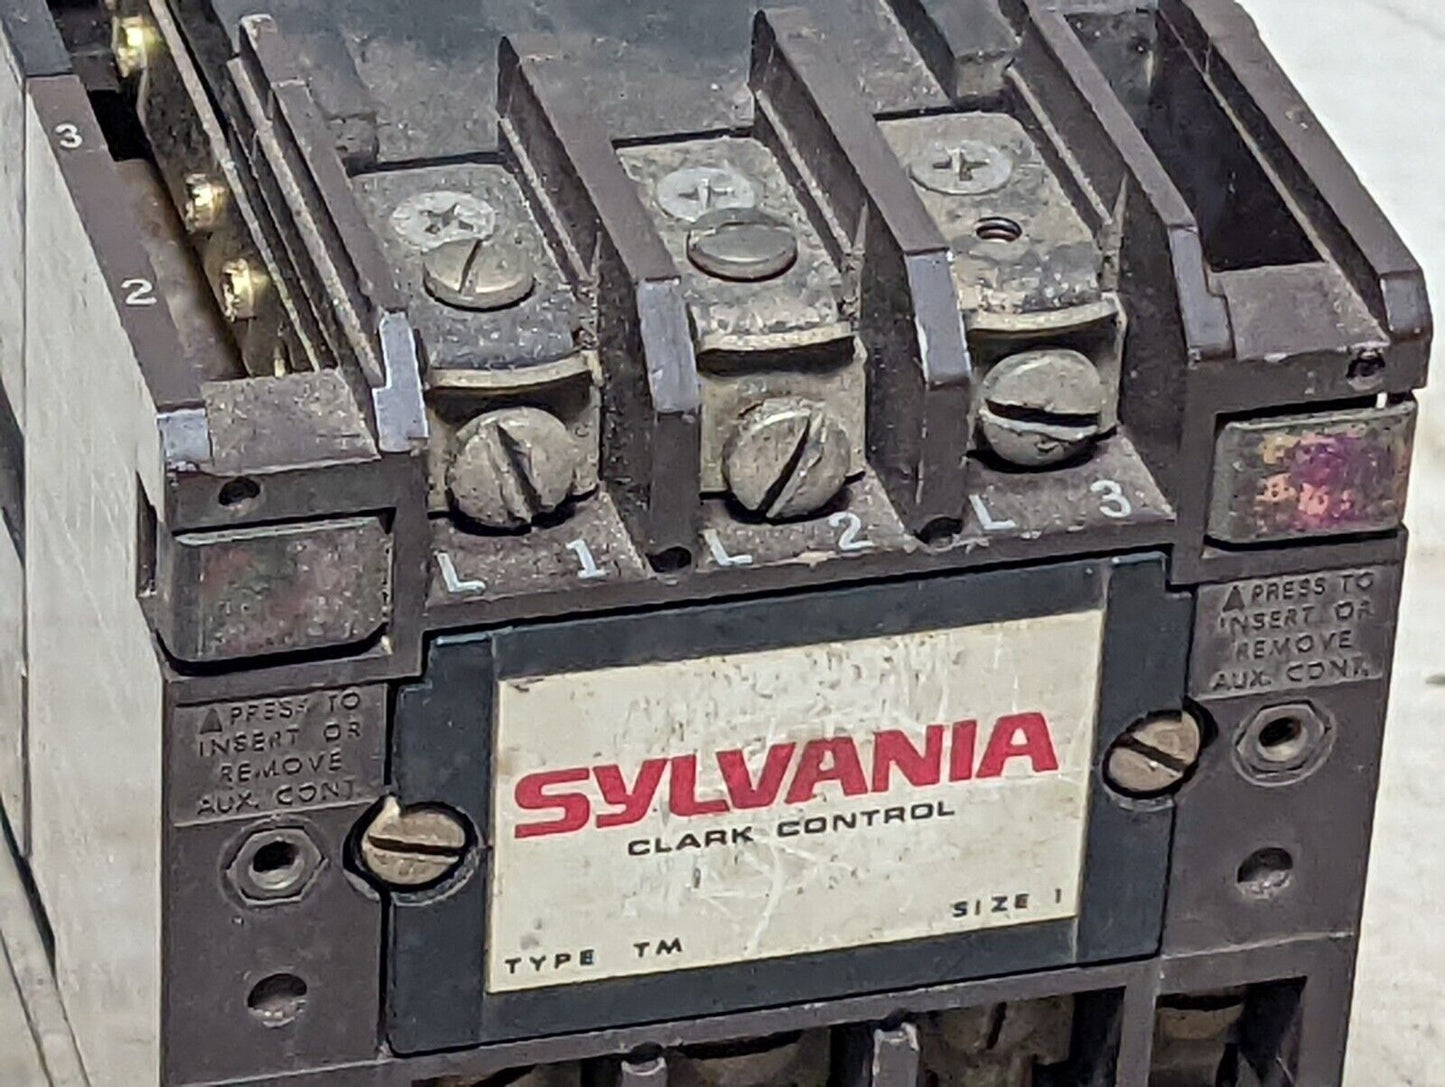 3
2
L 1 L 2 L 3
PRESS TO
INSERT OR
REMOVE
AUX. CONT.
PRESS TO
INSERT OR
REMOVE
AUX. CONT.
SYLVANIA
CLARK CONTROL
TYPE TM SIZE 1